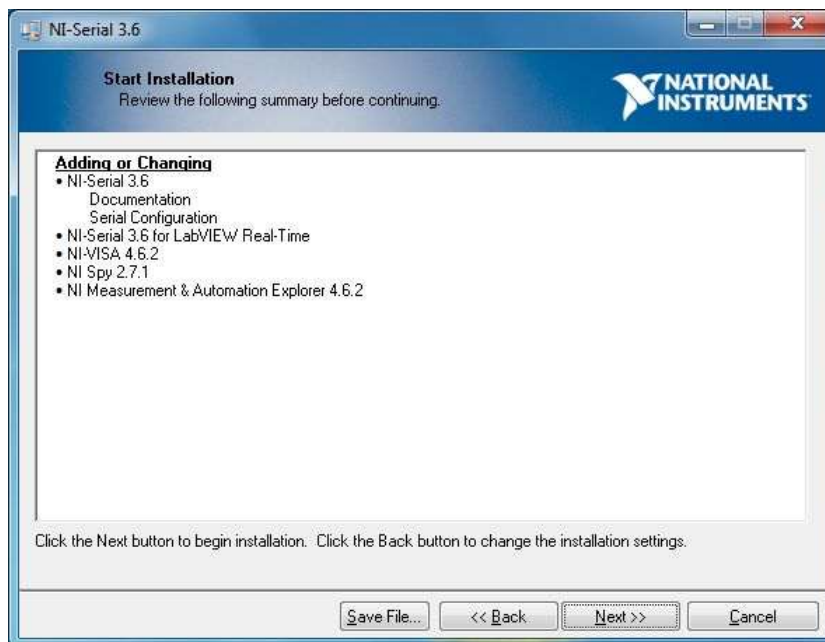 NI-Serial 3.6
Start Installation
Review the following summary before continuing.
NATIONAL
INSTRUMENTS
Adding or Changing
• NI-Serial 3.6
Documentation
Serial Configuration
• NI-Serial 3.6 for LabVIEW Real-Time
• NI-VISA 4.6.2
• NI Spy 2.7.1
• NI Measurement & Automation Explorer 4.6.2
Click the Next button to begin installation. Click the Back button to change the installation settings.
Save File... << Back Next >> Cancel